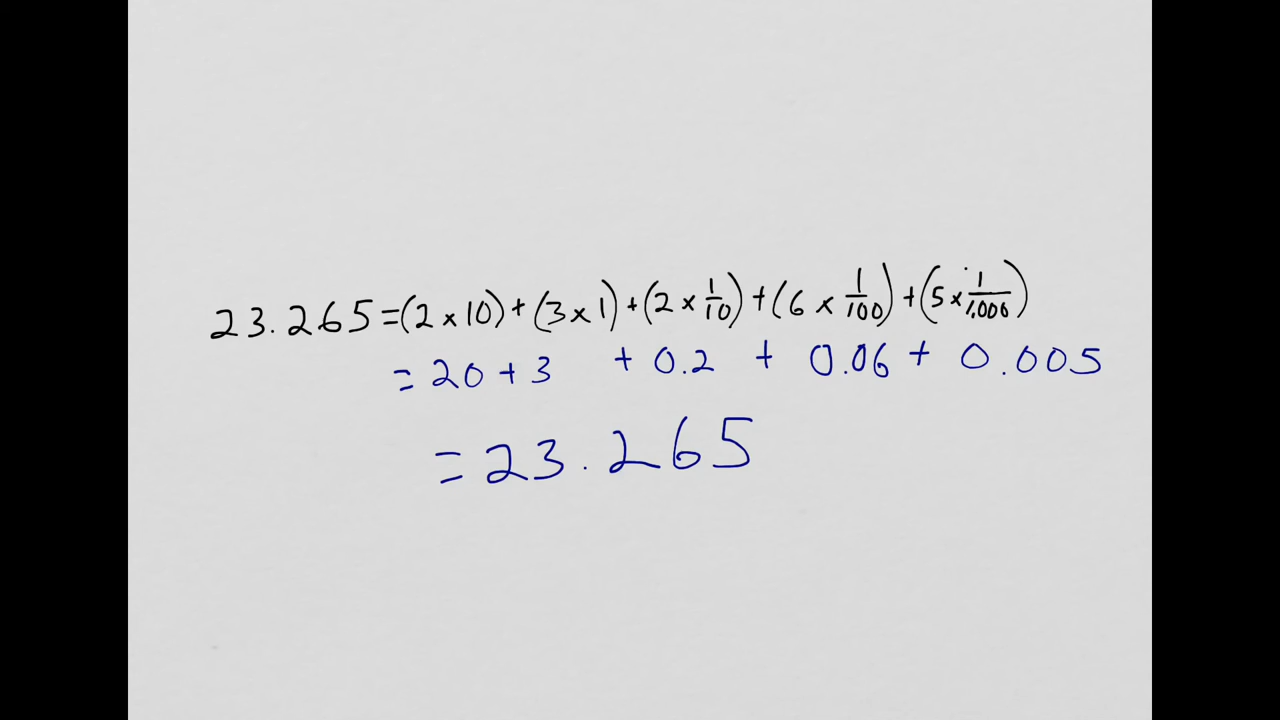 23.265 = (2 x 10) + (3 x 1) + (2 x 1/10) + (6 x 1/100) + (5 x 1/1,000)
= 20 + 3 + 0.2 + 0.06 + 0.005
= 23.265